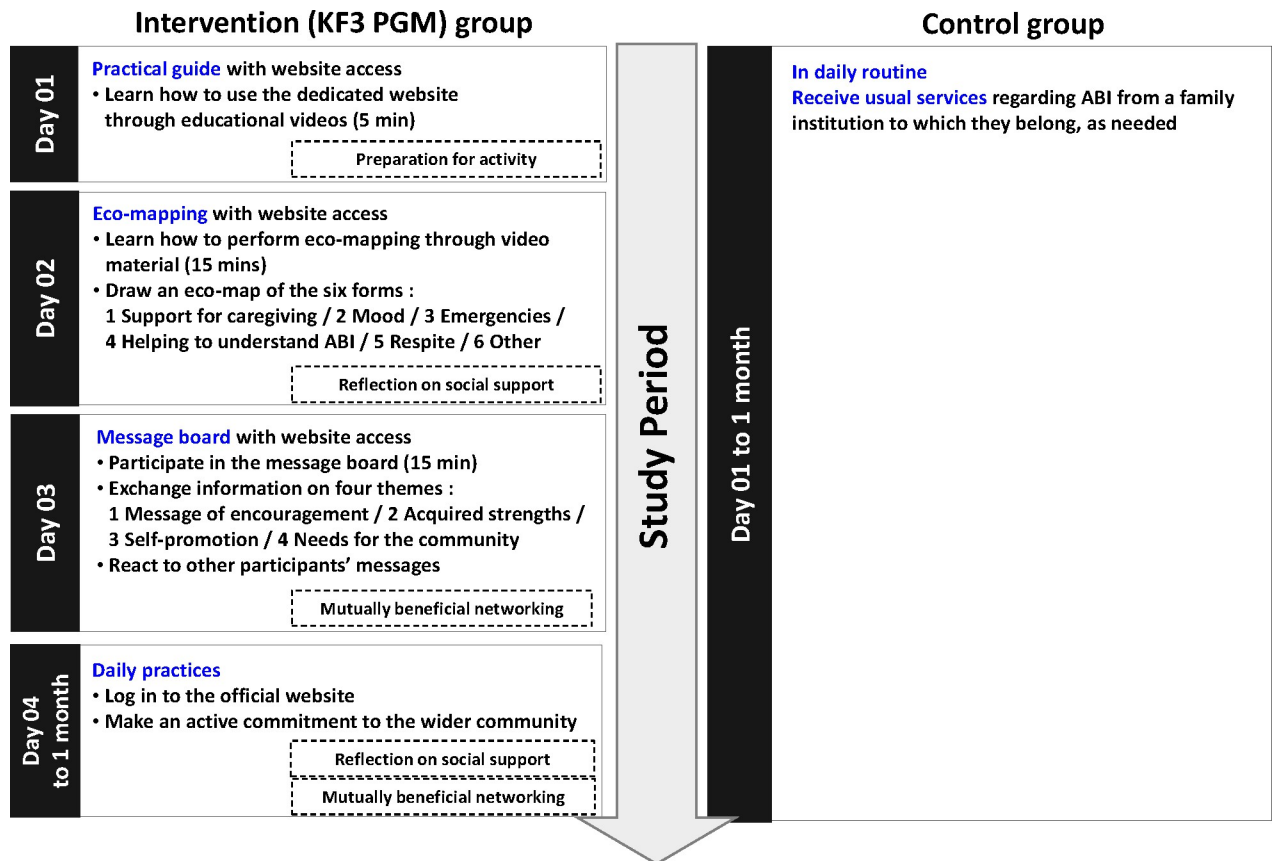 Intervention (KF3 PGM) group
Day 01
Practical guide with website access
• Learn how to use the dedicated website
through educational videos (5 min)
Preparation for activity
Day 02
Eco-mapping with website access
• Learn how to perform eco-mapping through video
material (15 mins)
• Draw an eco-map of the six forms :
1 Support for caregiving / 2 Mood / 3 Emergencies /
4 Helping to understand ABI / 5 Respite / 6 Other
Reflection on social support
Day 03
Message board with website access
• Participate in the message board (15 min)
• Exchange information on four themes :
1 Message of encouragement / 2 Acquired strengths /
3 Self-promotion / 4 Needs for the community
• React to other participants’ messages
Mutually beneficial networking
Day 04
to 1 month
Daily practices
• Log in to the official website
• Make an active commitment to the wider community
Reflection on social support
Mutually beneficial networking
Study Period
Control group
Day 01 to 1 month
In daily routine
Receive usual services regarding ABI from a family
institution to which they belong, as needed